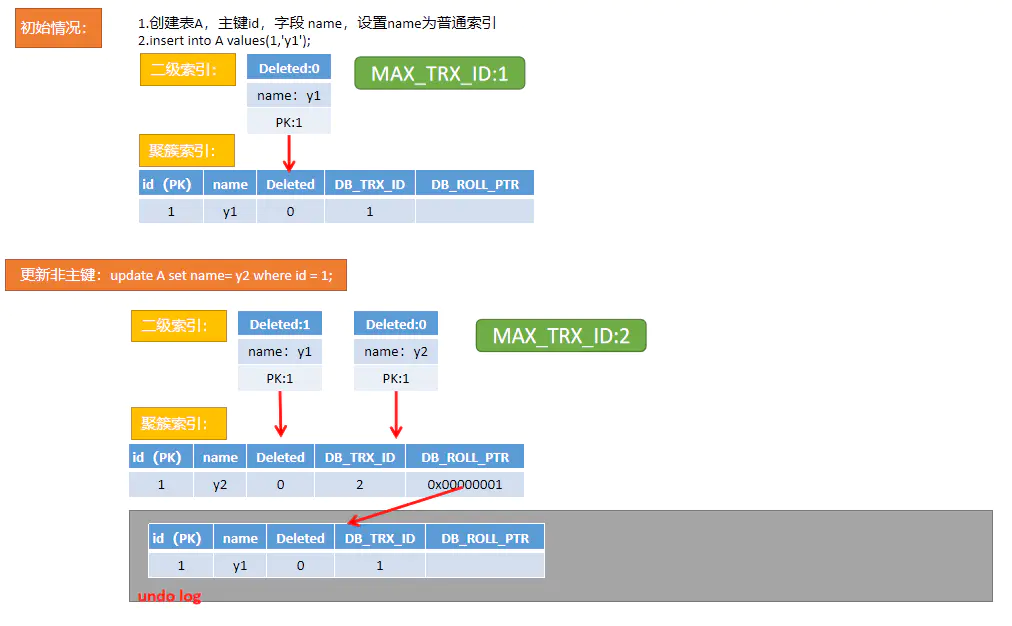 初始情况:
1.创建表A，主键id，字段 name，设置name为普通索引
2.insert into A values(1,'y1');
二级索引:
Deleted:0
MAX_TRX_ID:1
name：y1
PK:1
聚簇索引:
id（PK） name Deleted DB_TRX_ID DB_ROLL_PTR
1 y1 0 1
更新非主键：update A set name= y2 where id = 1;
二级索引:
Deleted:1 Deleted:0
MAX_TRX_ID:2
name：y1 name：y2
PK:1 PK:1
聚簇索引:
id（PK） name Deleted DB_TRX_ID DB_ROLL_PTR
1 y2 0 2 0x00000001
id（PK） name Deleted DB_TRX_ID DB_ROLL_PTR
1 y1 0 1
undo log